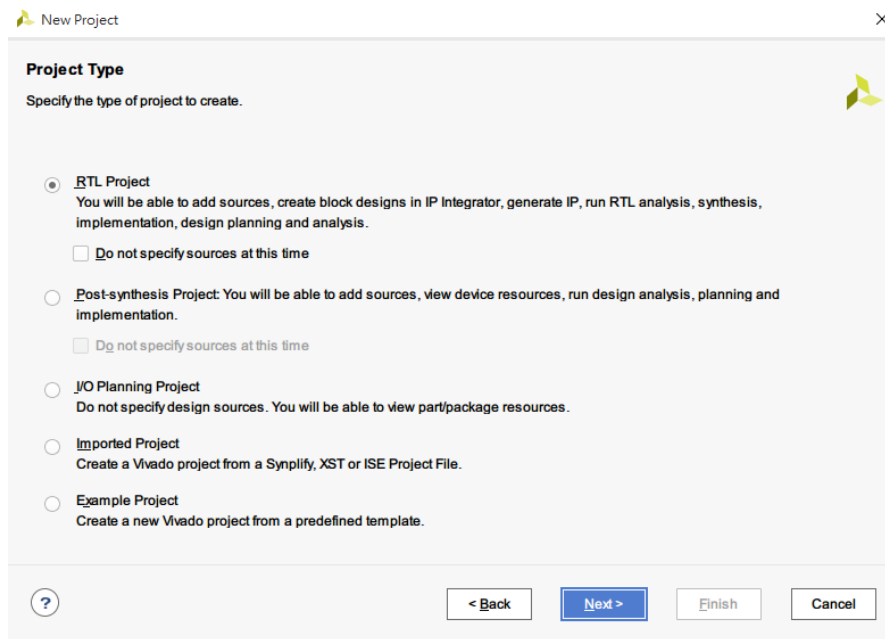 New Project
Project Type
Specify the type of project to create.
RTL Project
You will be able to add sources, create block designs in IP Integrator, generate IP, run RTL analysis, synthesis,
implementation, design planning and analysis.
Do not specify sources at this time
Post-synthesis Project: You will be able to add sources, view device resources, run design analysis, planning and
implementation.
Do not specify sources at this time
I/O Planning Project
Do not specify design sources. You will be able to view part/package resources.
Imported Project
Create a Vivado project from a Synplify, XST or ISE Project File.
Example Project
Create a new Vivado project from a predefined template.
?
< Back
Next >
Finish
Cancel